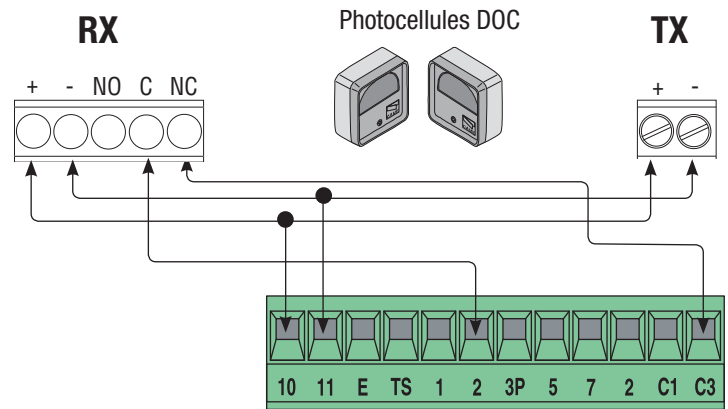 Photocellules DOC
RX
TX
+ - NO C NC
+ -
10 11 E TS 1 2 3P 5 7 2 C1 C3